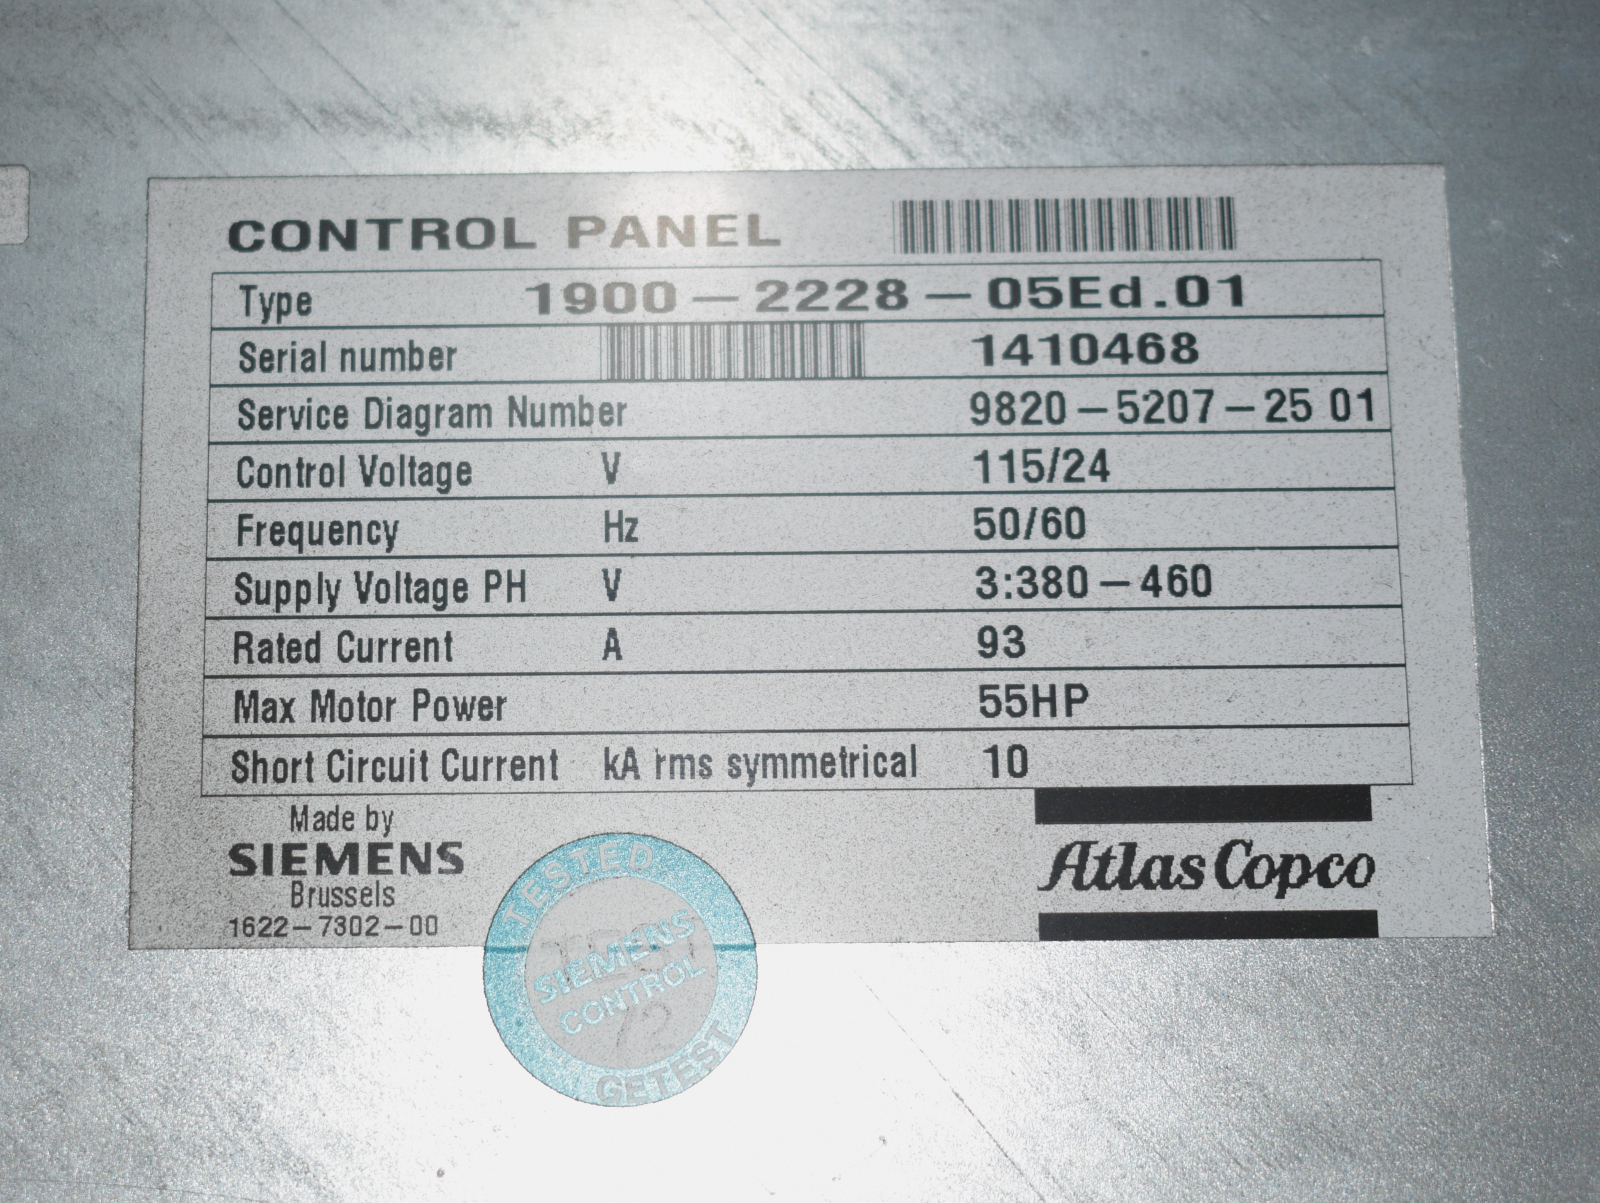 CONTROL PANEL
Type 1900-2228-05Ed.01
Serial number 1410468
Service Diagram Number 9820-5207-25 01
Control Voltage V 115/24
Frequency Hz 50/60
Supply Voltage PH V 3:380-460
Rated Current A 93
Max Motor Power 55HP
Short Circuit Current kA rms symmetrical 10
Made by
SIEMENS
Brussels
1622-7302-00
Atlas Copco
TESTED
SIEMENS
CONTROL
12
GETEST